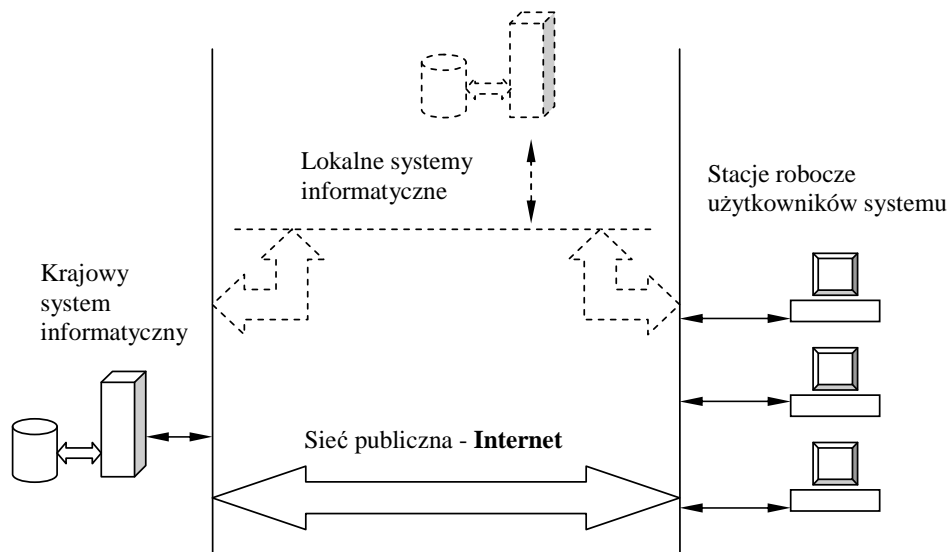 Lokalne systemy
informatyczne
Stacje robocze
użytkowników systemu
Krajowy
system
informatyczny
Sieć publiczna - Internet